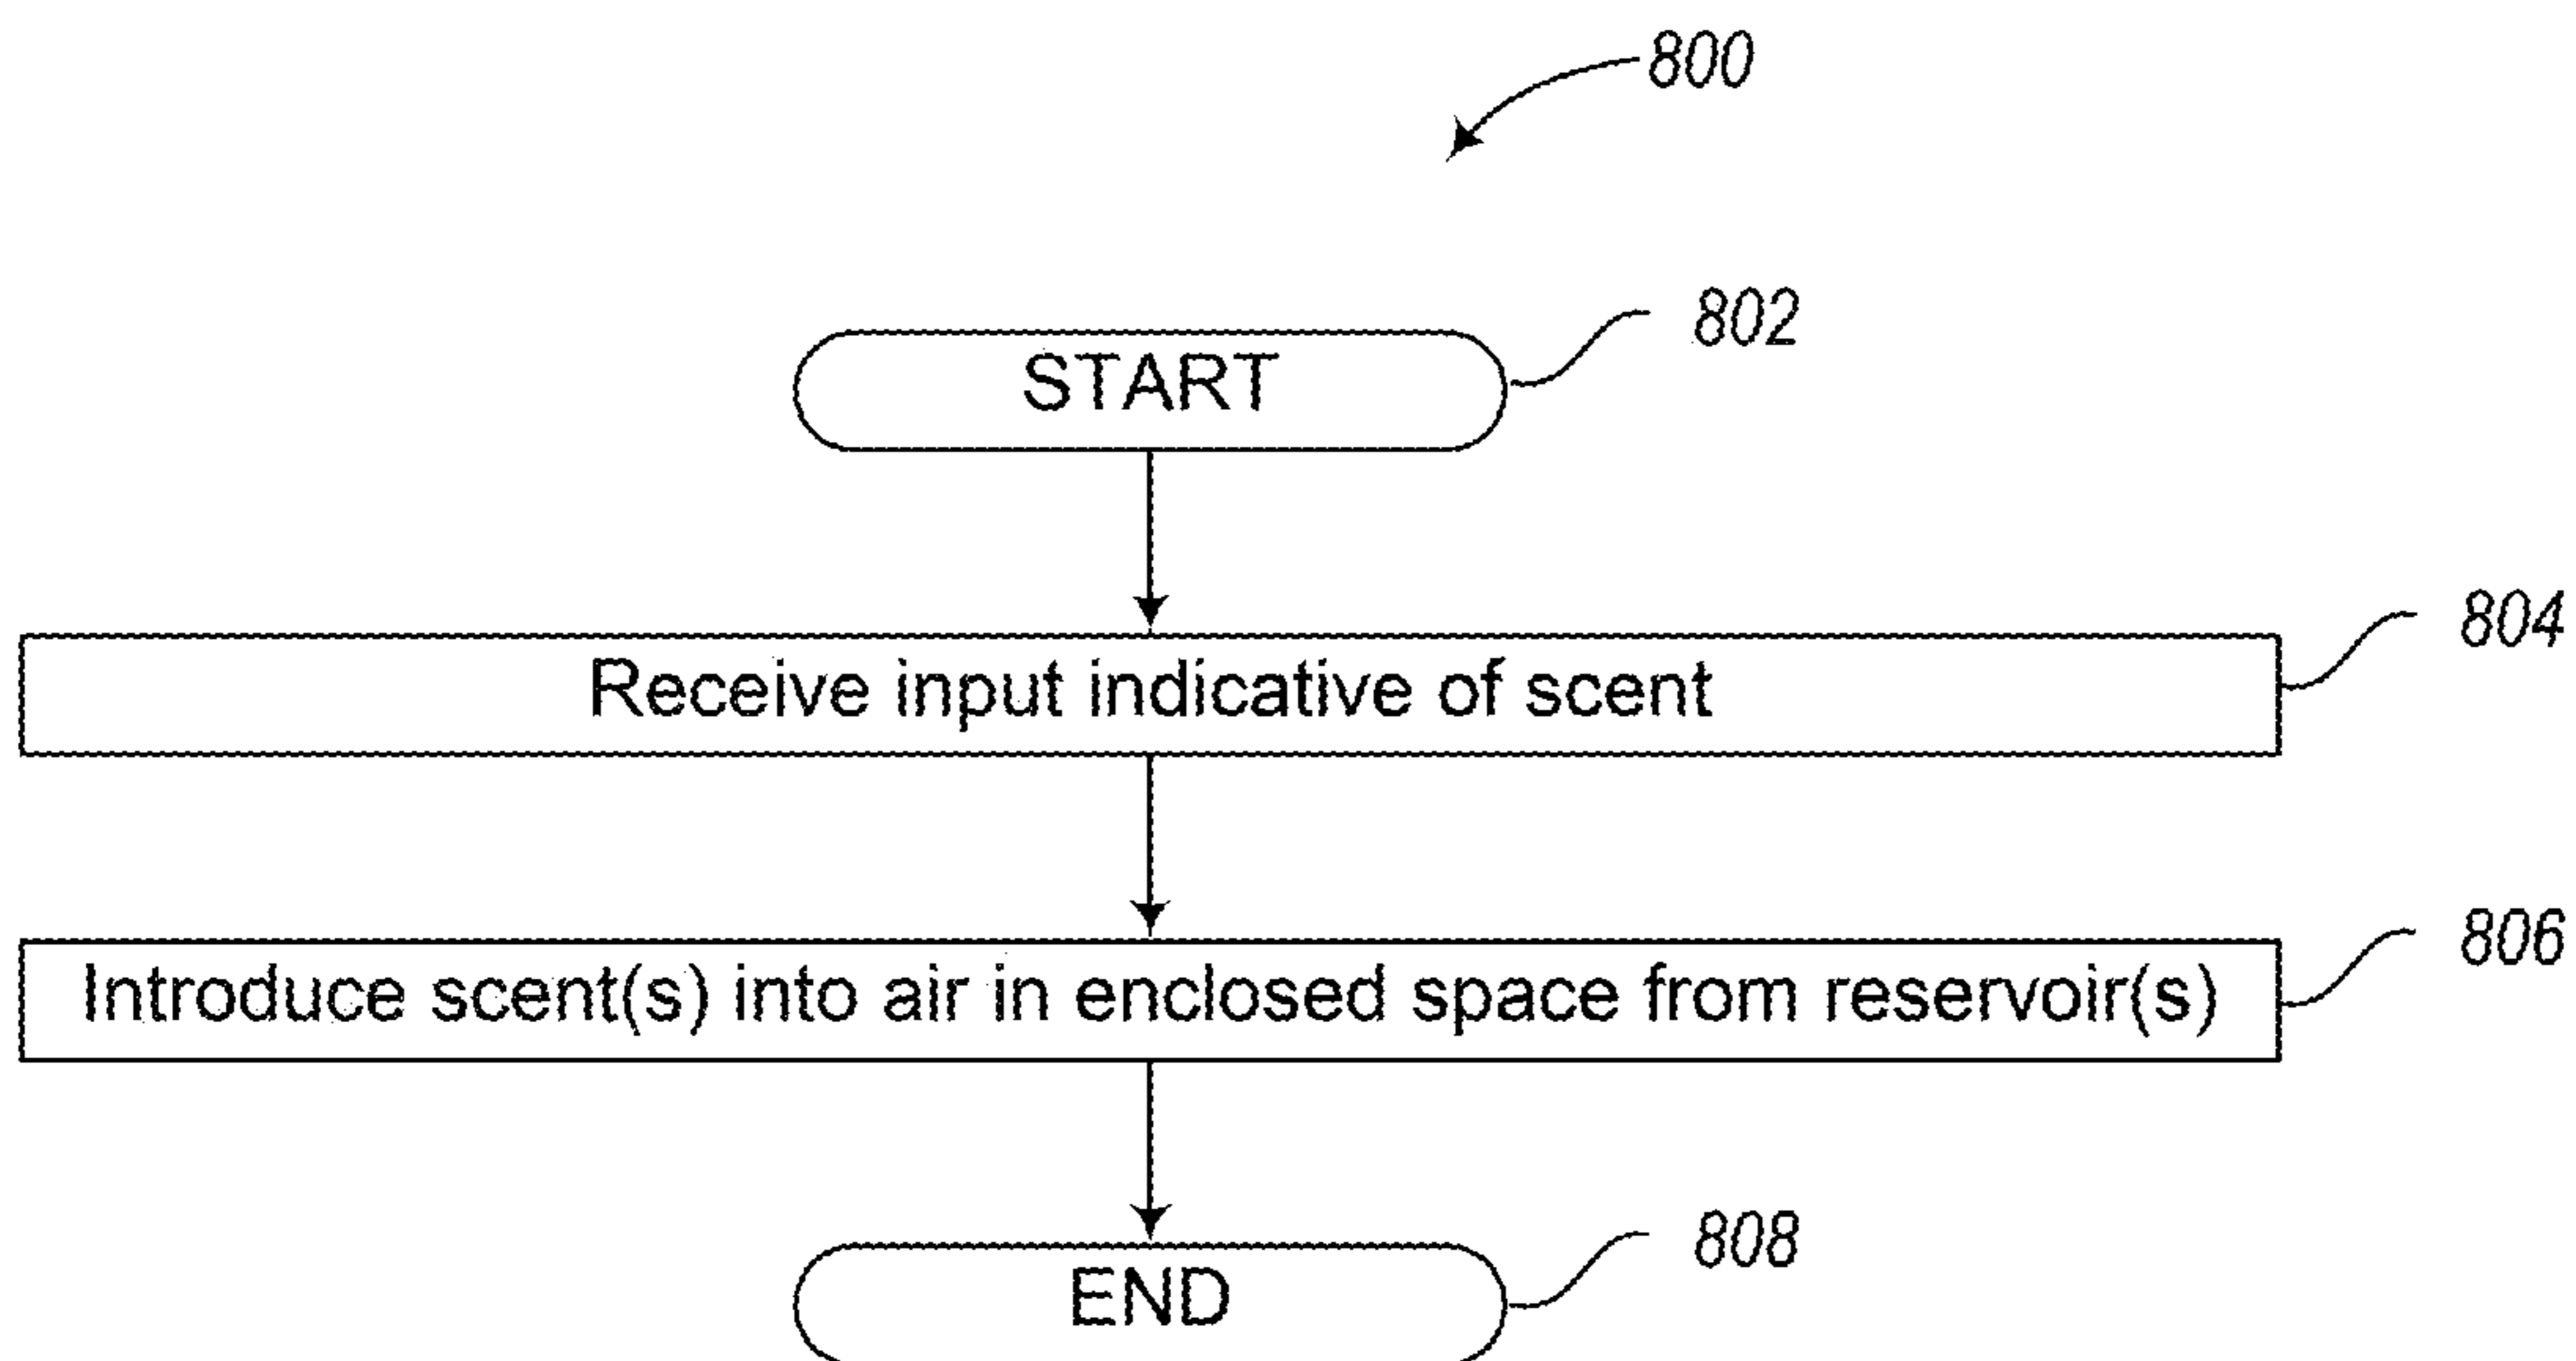 800
START
802
Receive input indicative of scent
804
Introduce scent(s) into air in enclosed space from reservoir(s)
806
END
808